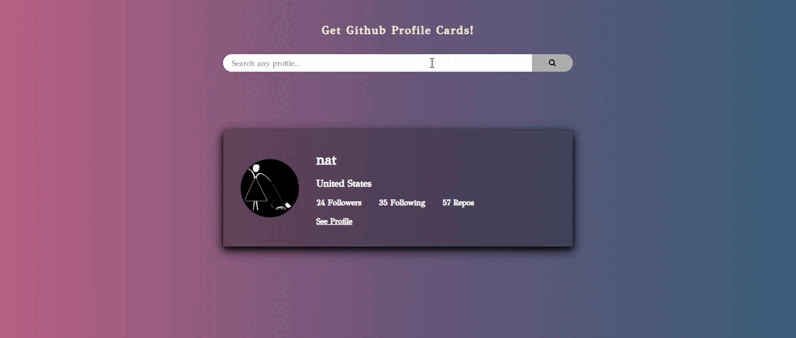 Get Github Profile Cards!
Search any profile..
nat
United States
24 Followers 35 Following 57 Repos
See Profile